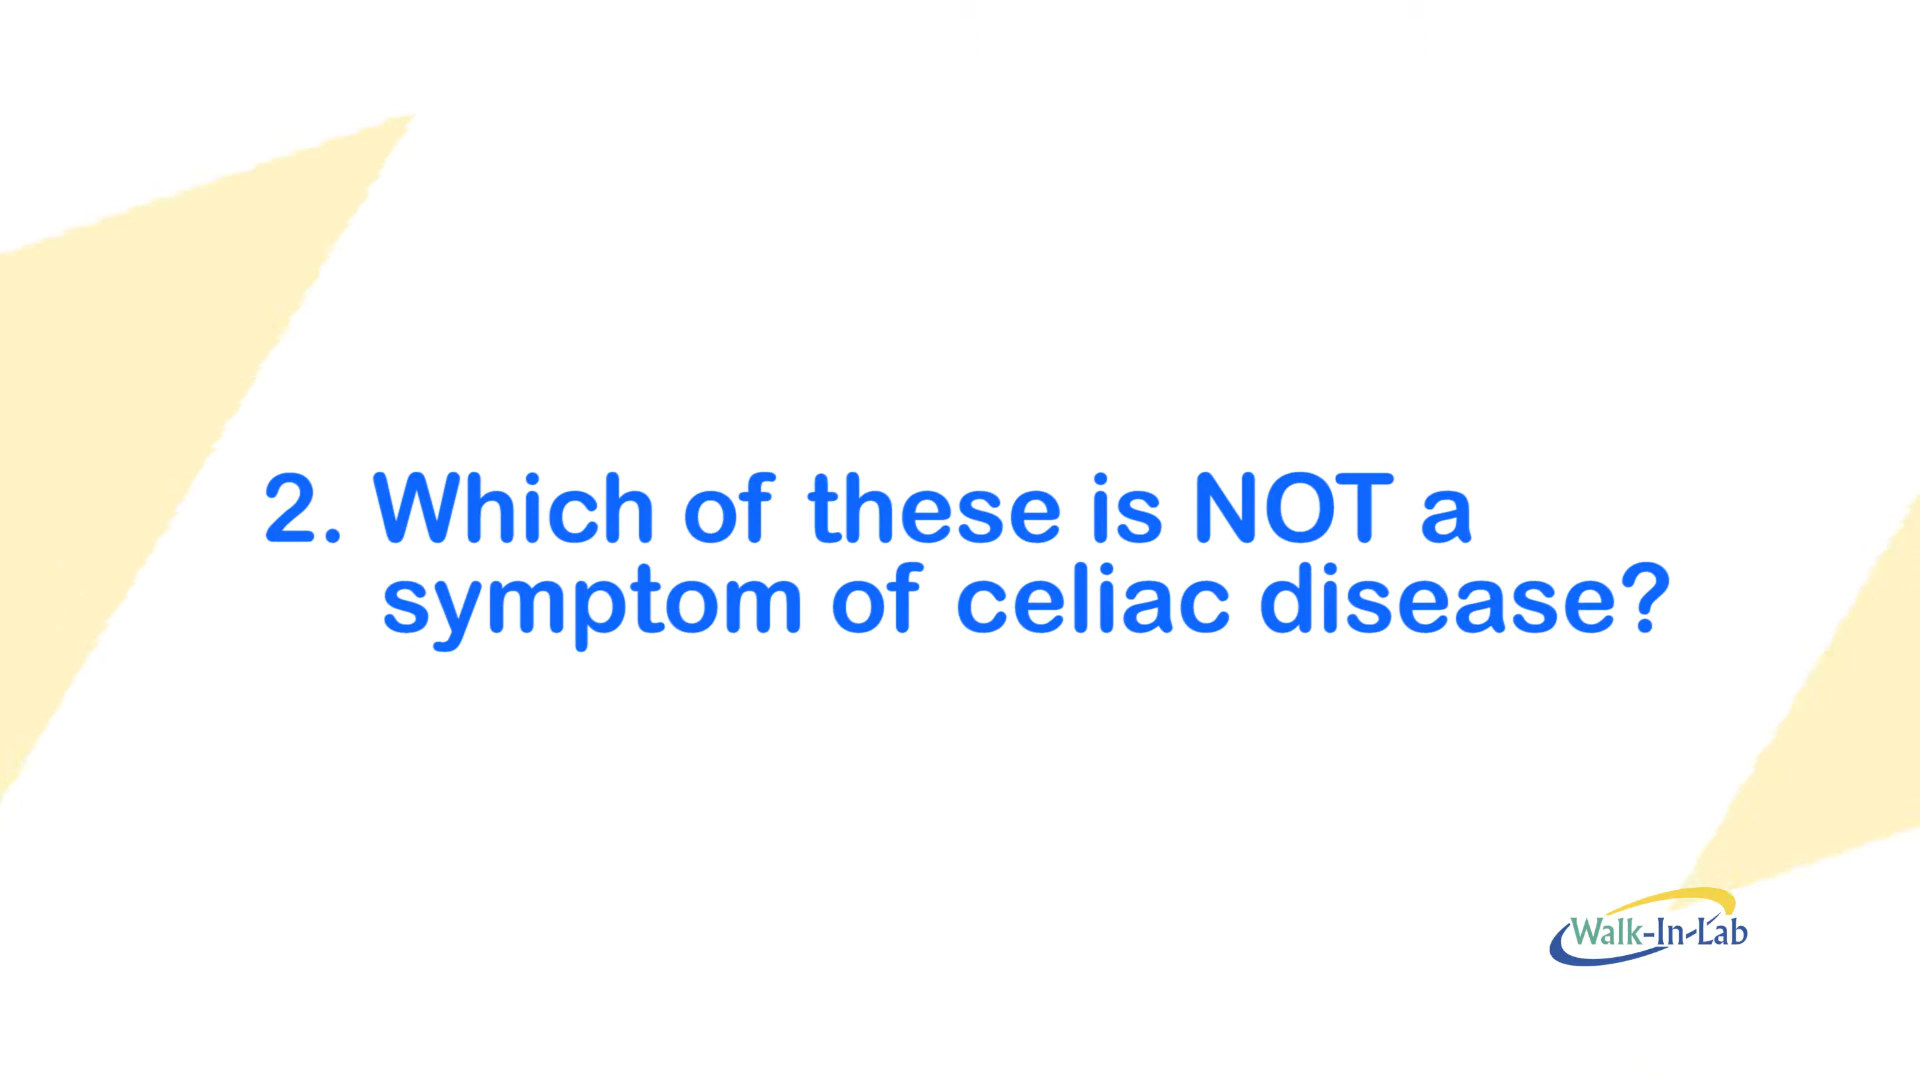 2. Which of these is NOT a
symptom of celiac disease?
Walk-In-Lab